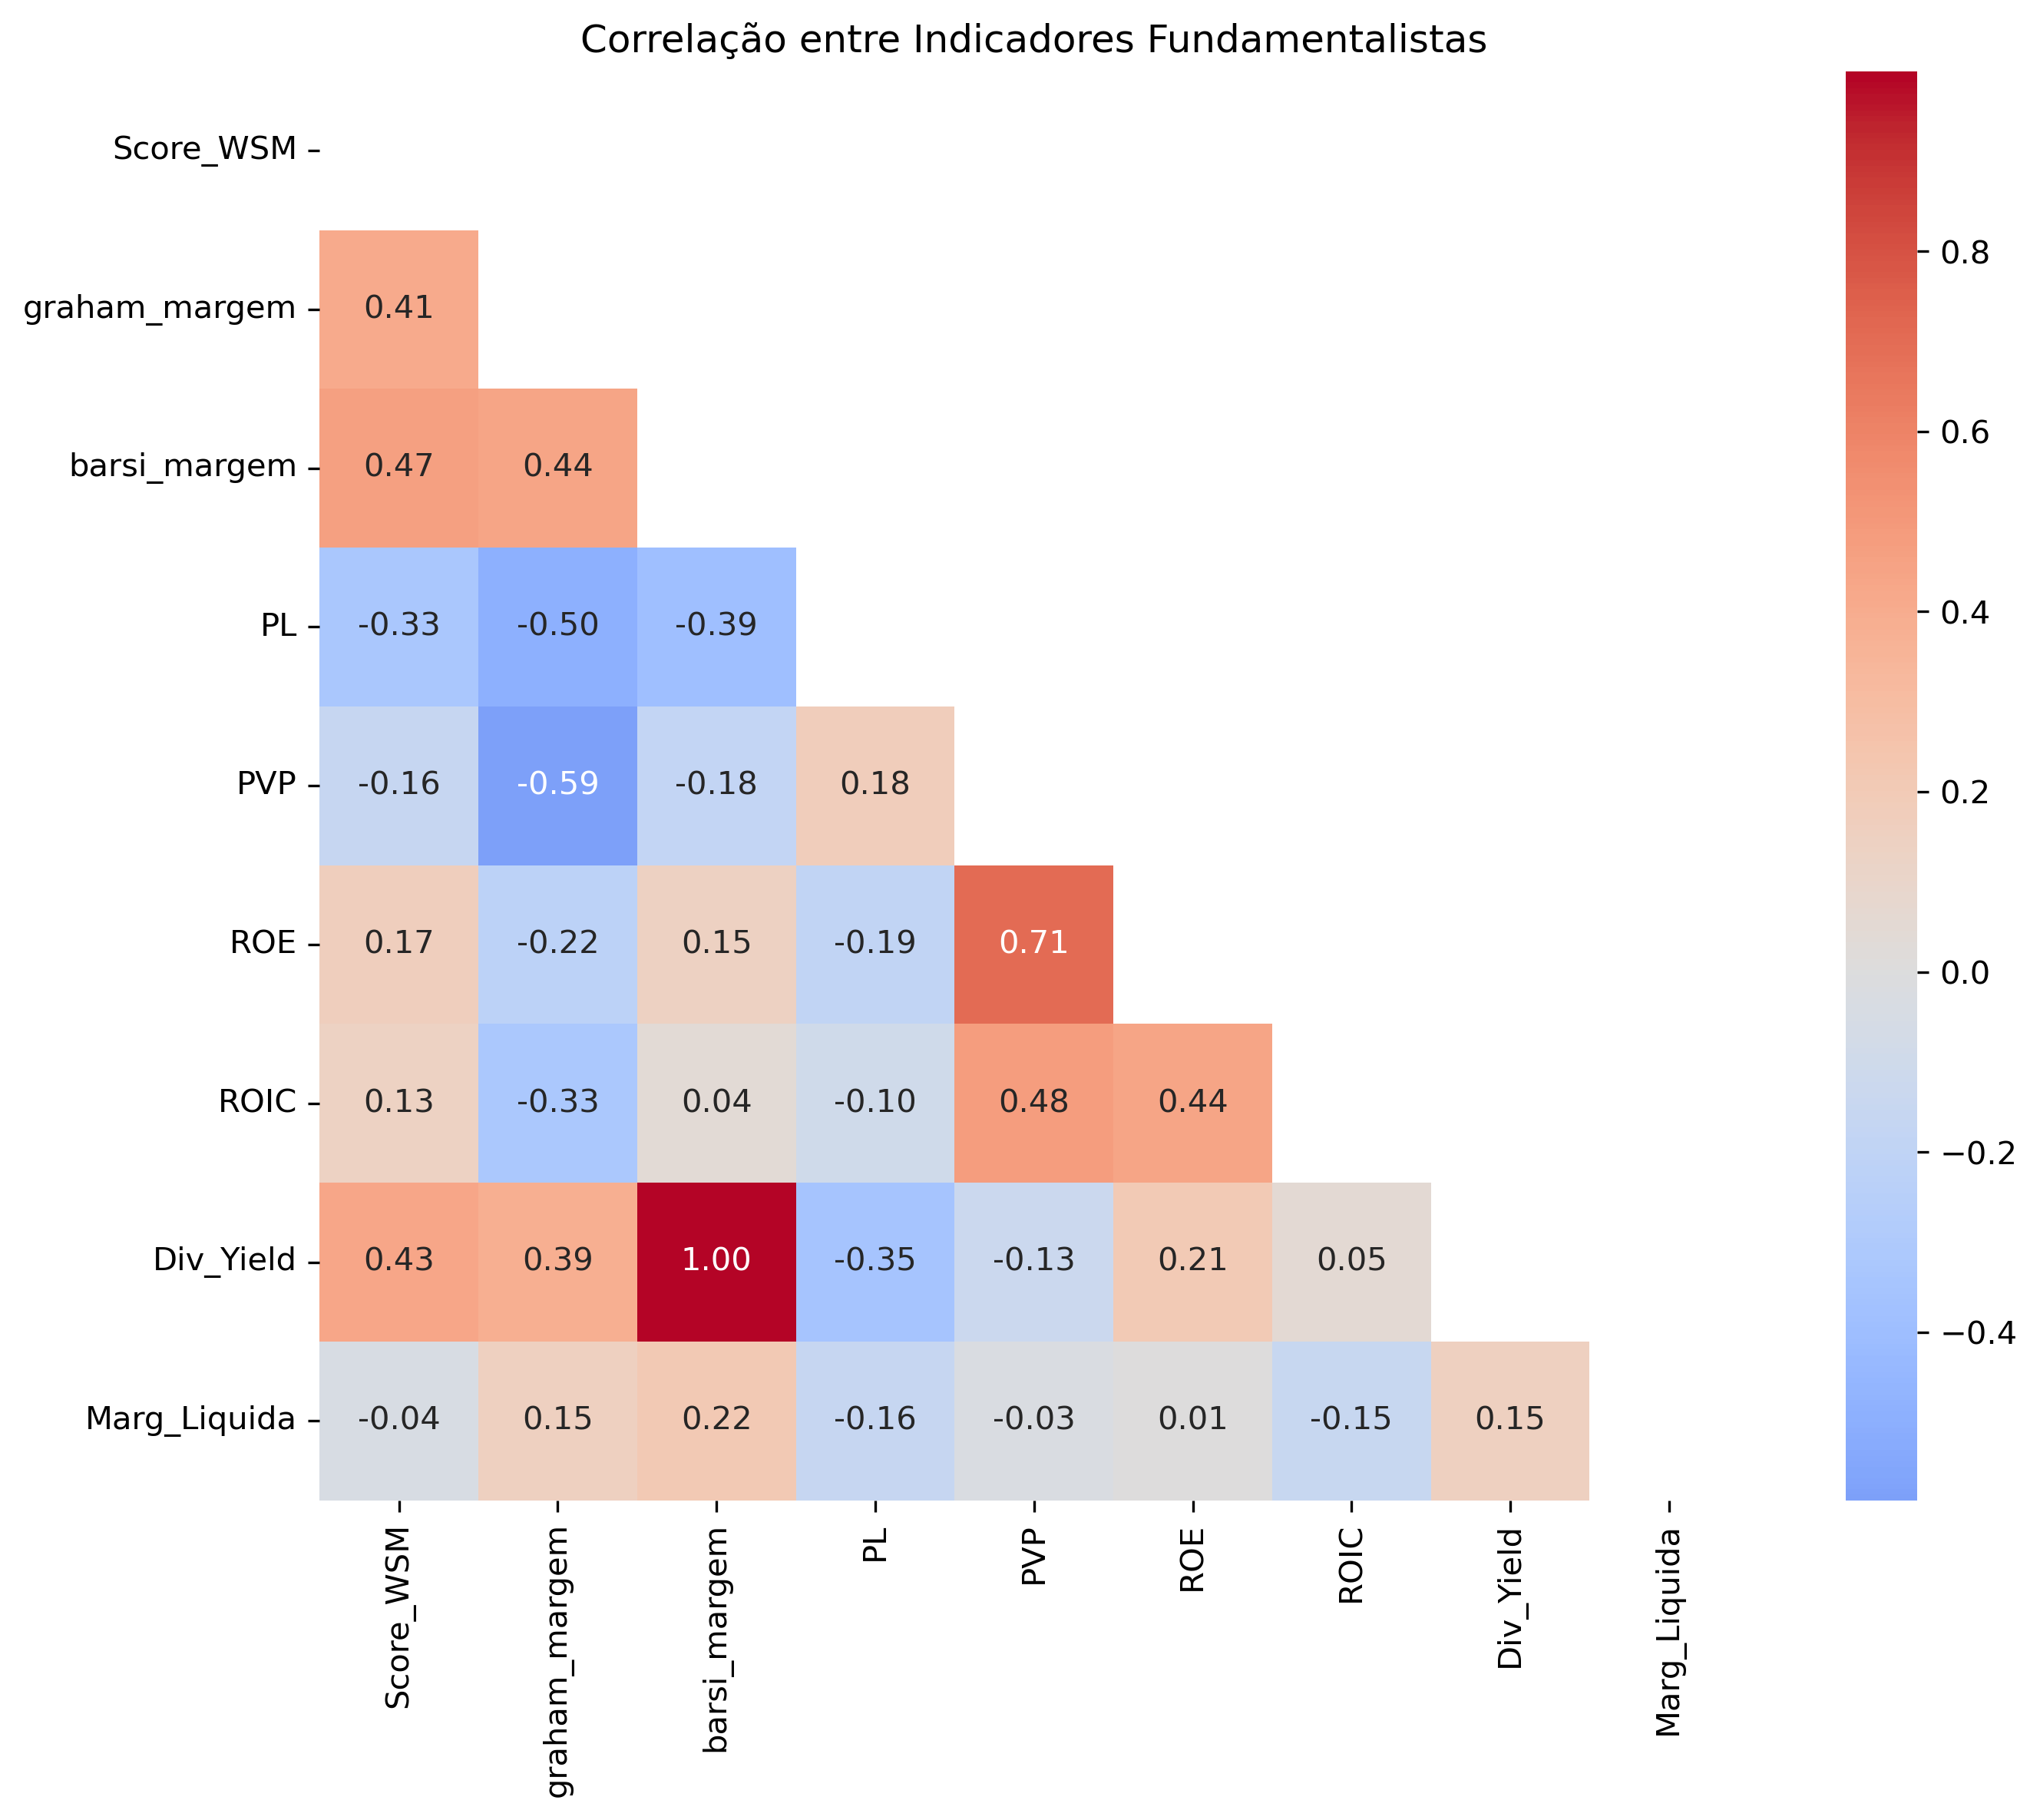 Correlação entre Indicadores Fundamentalistas
Score_WSM
graham_margem 0.41
barsi_margem 0.47 0.44
PL -0.33 -0.50 -0.39
PVP -0.16 -0.59 -0.18 0.18
ROE 0.17 -0.22 0.15 -0.19 0.71
ROIC 0.13 -0.33 0.04 -0.10 0.48 0.44
Div_Yield 0.43 0.39 1.00 -0.35 -0.13 0.21 0.05
Marg_Liquida -0.04 0.15 0.22 -0.16 -0.03 0.01 -0.15 0.15
Score_WSM
graham_margem
barsi_margem
PL
PVP
ROE
ROIC
Div_Yield
Marg_Liquida
0.8
0.6
0.4
0.2
0.0
−0.2
−0.4